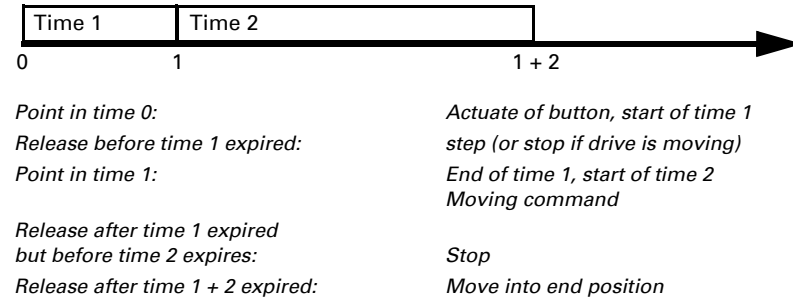 Time 1 Time 2
0 1 1 + 2
Point in time 0: Actuate of button, start of time 1
Release before time 1 expired: step (or stop if drive is moving)
Point in time 1: End of time 1, start of time 2
Moving command
Release after time 1 expired
but before time 2 expires: Stop
Release after time 1 + 2 expired: Move into end position